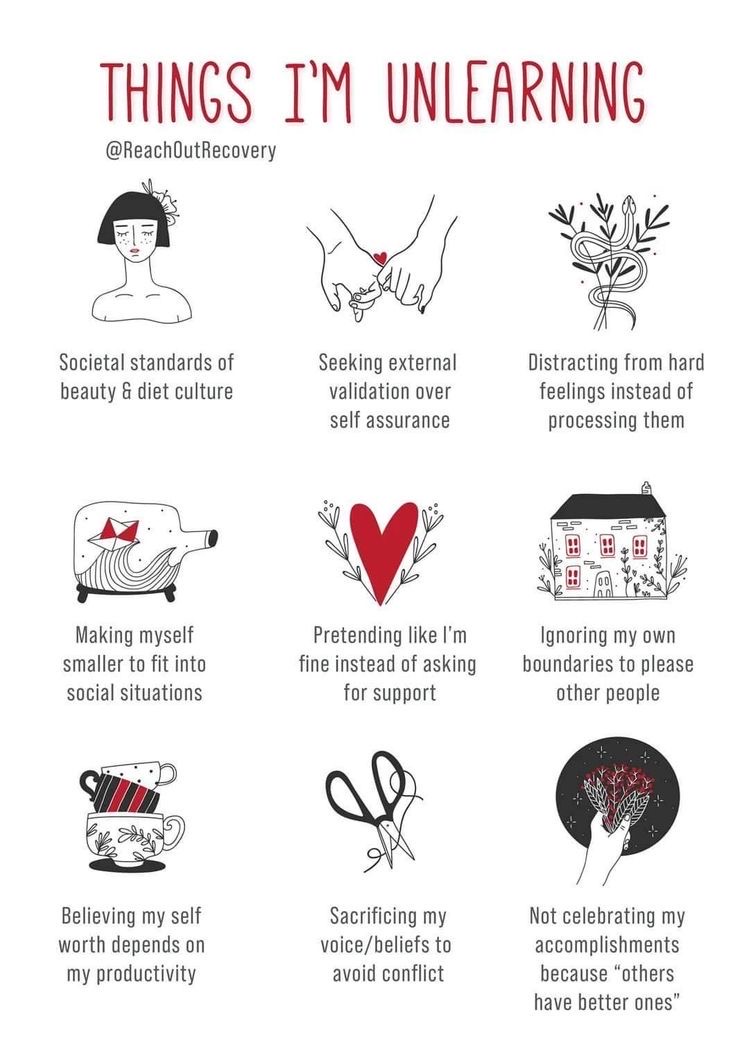 THINGS I'M UNLEARNING
@ReachOutRecovery
Societal standards of
beauty & diet culture
Seeking external
validation over
self assurance
Distracting from hard
feelings instead of
processing them
Making myself
smaller to fit into
social situations
Pretending like I'm
fine instead of asking
for support
Ignoring my own
boundaries to please
other people
Believing my self
worth depends on
my productivity
Sacrificing my
voice/beliefs to
avoid conflict
Not celebrating my
accomplishments
because “others
have better ones”